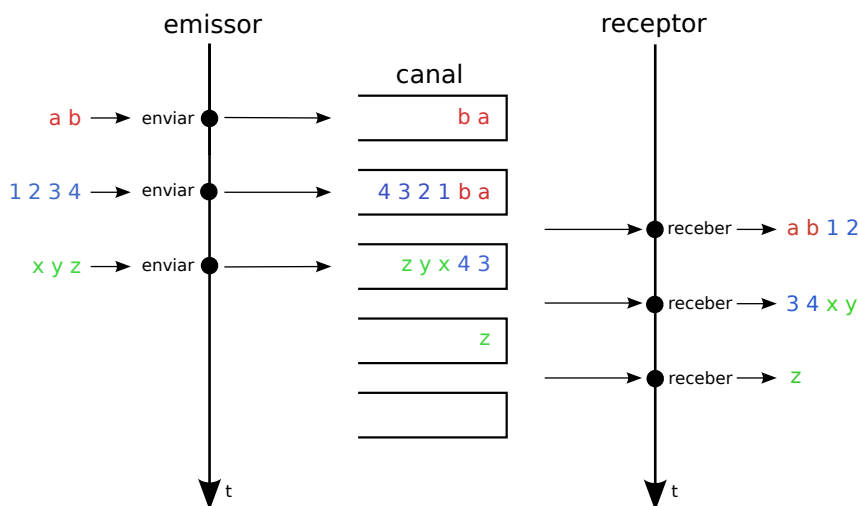 emissor
receptor
canal
a b
enviar
b a
1 2 3 4
enviar
4 3 2 1 b a
receber
a b 1 2
x y z
enviar
z y x 4 3
receber
3 4 x y
z
receber
z
t
t